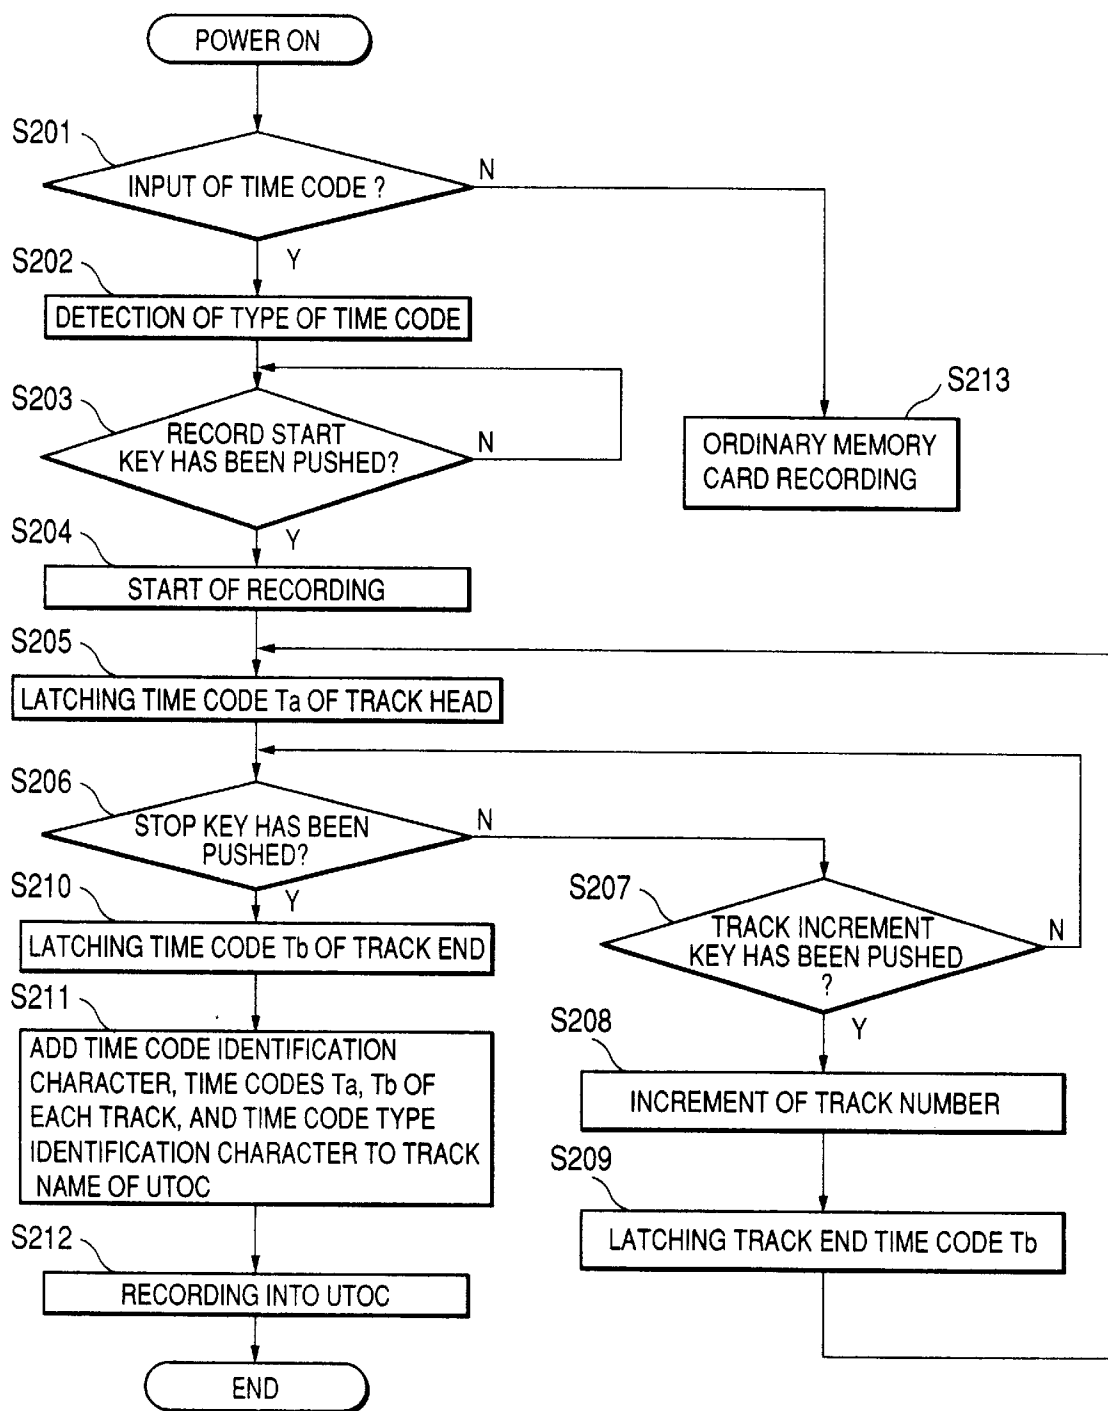 POWER ON
S201
INPUT OF TIME CODE ?
N
Y
S202
DETECTION OF TYPE OF TIME CODE
S203
RECORD START
KEY HAS BEEN PUSHED?
N
Y
S213
ORDINARY MEMORY
CARD RECORDING
S204
START OF RECORDING
S205
LATCHING TIME CODE Ta OF TRACK HEAD
S206
STOP KEY HAS BEEN
PUSHED?
N
Y
S207
TRACK INCREMENT
KEY HAS BEEN PUSHED
?
N
Y
S208
INCREMENT OF TRACK NUMBER
S209
LATCHING TRACK END TIME CODE Tb
S210
LATCHING TIME CODE Tb OF TRACK END
S211
ADD TIME CODE IDENTIFICATION
CHARACTER, TIME CODES Ta, Tb OF
EACH TRACK, AND TIME CODE TYPE
IDENTIFICATION CHARACTER TO TRACK
NAME OF UTOC
S212
RECORDING INTO UTOC
END